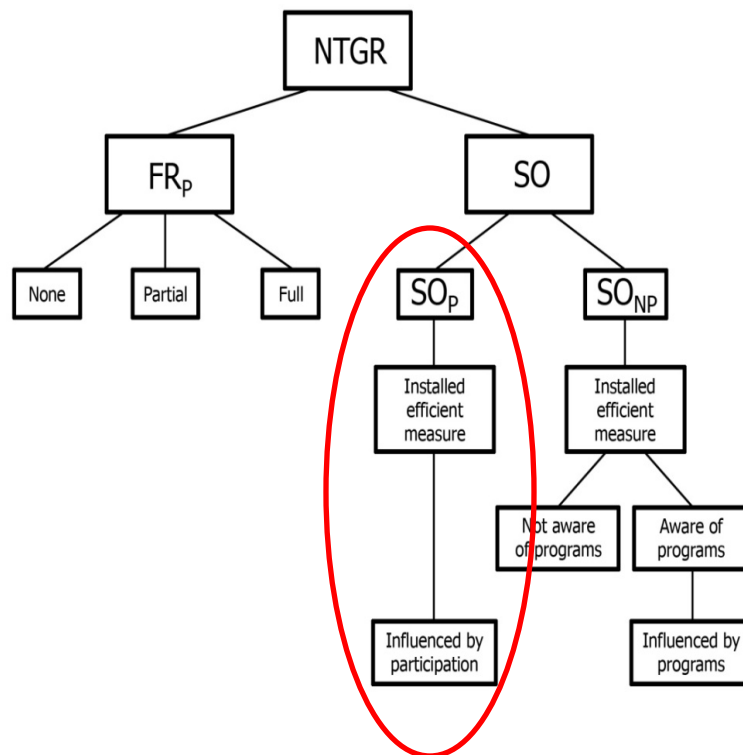 NTGR
FRP
SO
None
Partial
Full
SOP
SONP
Installed
efficient
measure
Installed
efficient
measure
Not aware
of programs
Aware of
programs
Influenced by
participation
Influenced by
programs